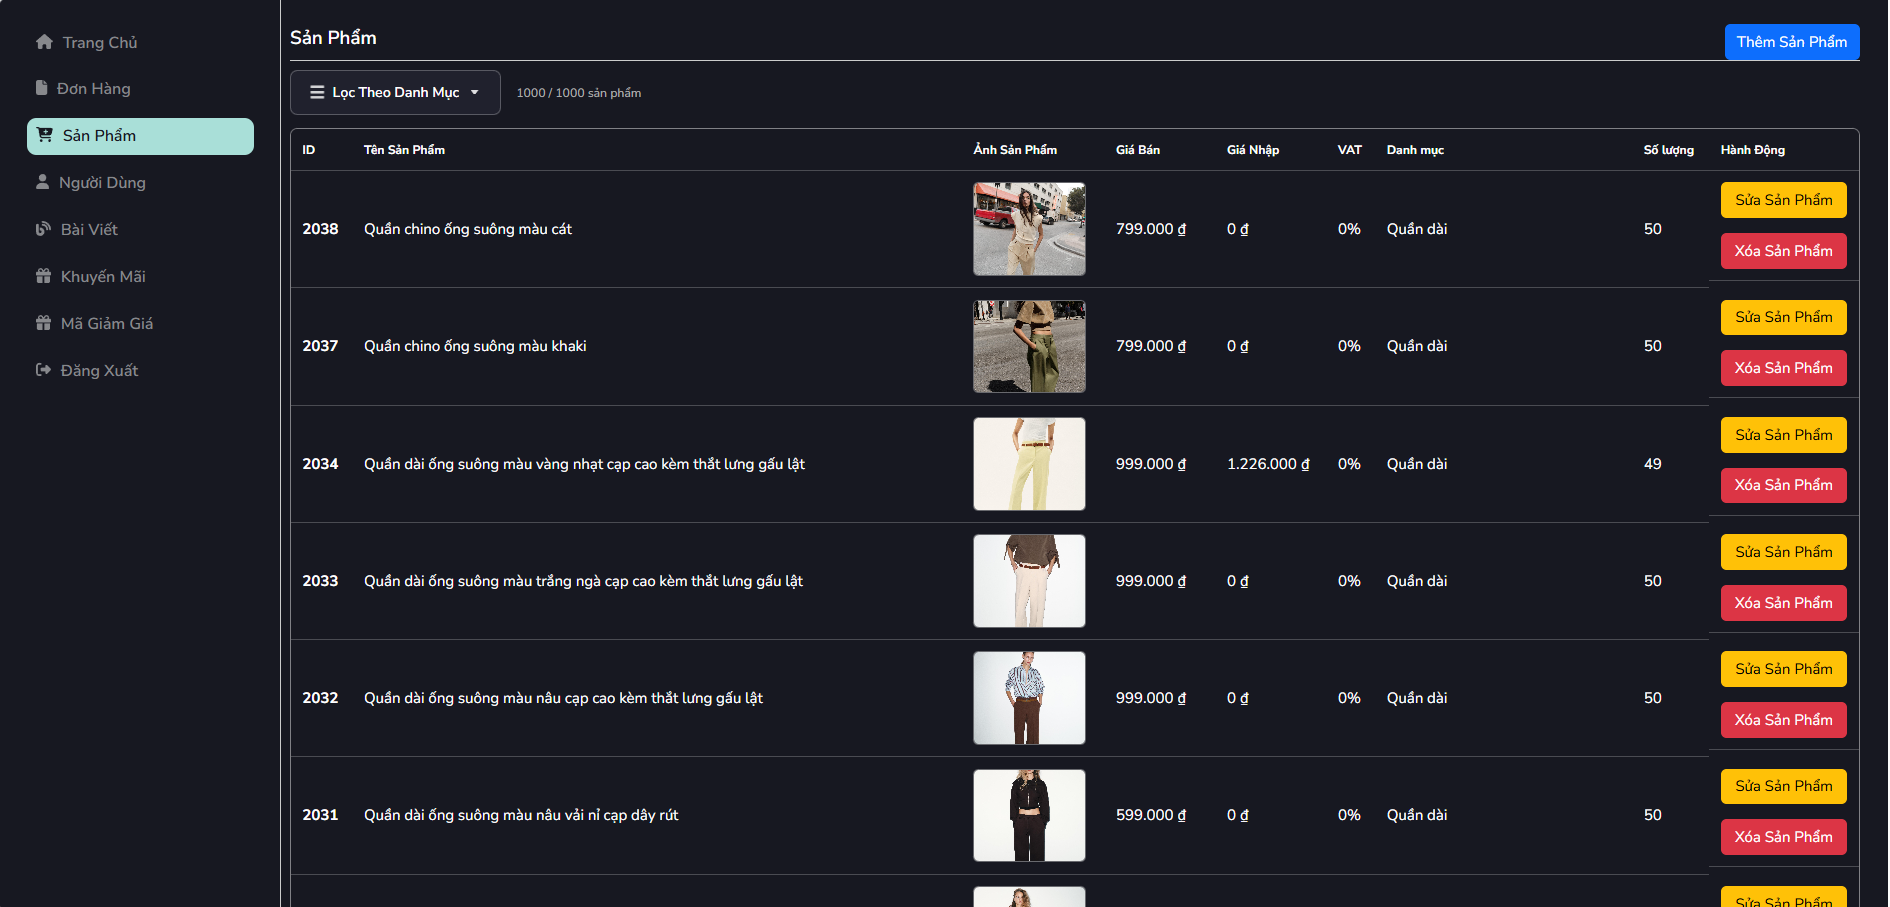 Trang Chủ
Đơn Hàng
Sản Phẩm
Người Dùng
Bài Viết
Khuyến Mãi
Mã Giảm Giá
Đăng Xuất
Sản Phẩm
Thêm Sản Phẩm
Lọc Theo Danh Mục
1000 / 1000 sản phẩm
ID Tên Sản Phẩm Ảnh Sản Phẩm Giá Bán Giá Nhập VAT Danh mục Số lượng Hành Động
2038 Quần chino ống suông màu cát 799.000 ₫ 0 ₫ 0% Quần dài 50
Sửa Sản Phẩm
Xóa Sản Phẩm
2037 Quần chino ống suông màu khaki 799.000 ₫ 0 ₫ 0% Quần dài 50
Sửa Sản Phẩm
Xóa Sản Phẩm
2034 Quần dài ống suông màu vàng nhạt cạp cao kèm thắt lưng gấu lật 999.000 ₫ 1.226.000 ₫ 0% Quần dài 49
Sửa Sản Phẩm
Xóa Sản Phẩm
2033 Quần dài ống suông màu trắng ngà cạp cao kèm thắt lưng gấu lật 999.000 ₫ 0 ₫ 0% Quần dài 50
Sửa Sản Phẩm
Xóa Sản Phẩm
2032 Quần dài ống suông màu nâu cạp cao kèm thắt lưng gấu lật 999.000 ₫ 0 ₫ 0% Quần dài 50
Sửa Sản Phẩm
Xóa Sản Phẩm
2031 Quần dài ống suông màu nâu vải nỉ cạp dây rút 599.000 ₫ 0 ₫ 0% Quần dài 50
Sửa Sản Phẩm
Xóa Sản Phẩm
Sửa Sản Phẩm